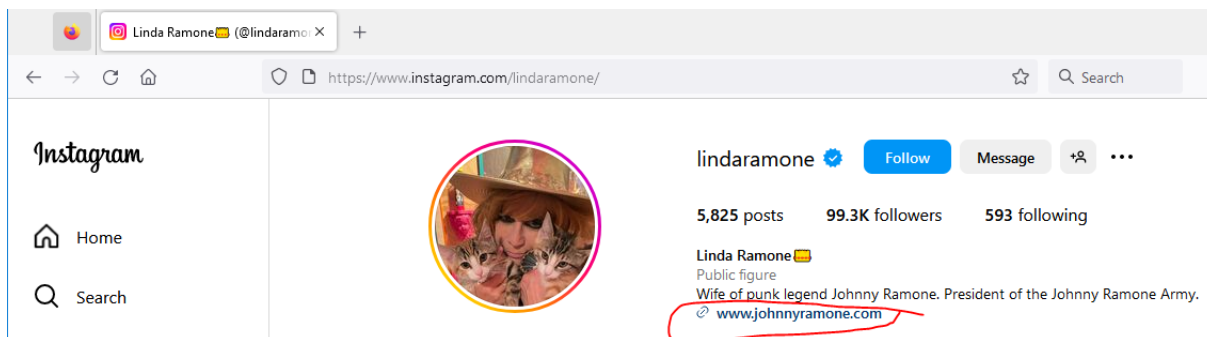 Linda Ramone (@lindaramo
https://www.instagram.com/lindaramone/
Search
Instagram
lindaramone Follow Message
5,825 posts 99.3K followers 593 following
Home
Linda Ramone
Public figure
Search
Wife of punk legend Johnny Ramone. President of the Johnny Ramone Army.
www.johnnyramone.com